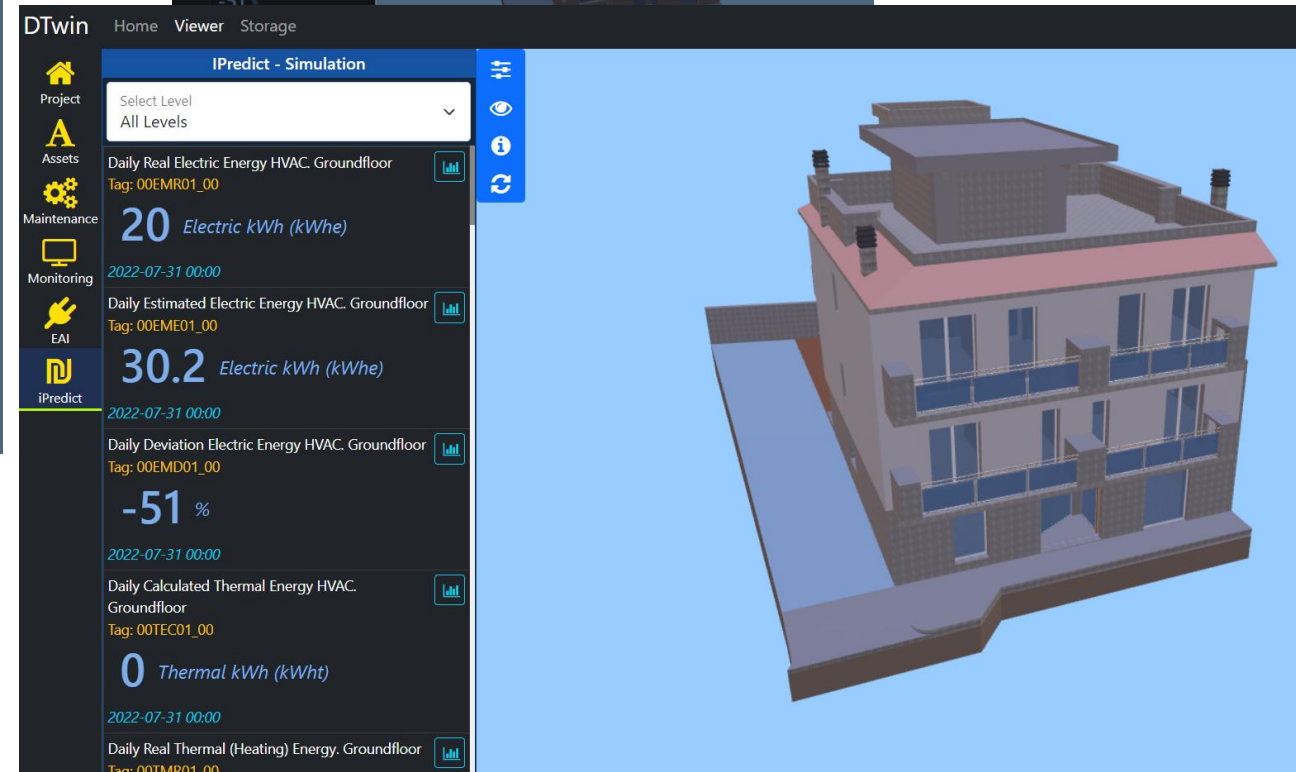 DTwin Home Viewer Storage
Project
Assets
Maintenance
Monitoring
EAI
iPredict
IPredict - Simulation
Select Level
All Levels
Daily Real Electric Energy HVAC. Groundfloor
Tag: 00EMR01_00
20 Electric kWh (kWhe)
2022-07-31 00:00
Daily Estimated Electric Energy HVAC. Groundfloor
Tag: 00EME01_00
30.2 Electric kWh (kWhe)
2022-07-31 00:00
Daily Deviation Electric Energy HVAC. Groundfloor
Tag: 00EMD01_00
-51 %
2022-07-31 00:00
Daily Calculated Thermal Energy HVAC.
Groundfloor
Tag: 00TEC01_00
0 Thermal kWh (kWht)
2022-07-31 00:00
Daily Real Thermal (Heating) Energy. Groundfloor
Tag: 00TMR01_00